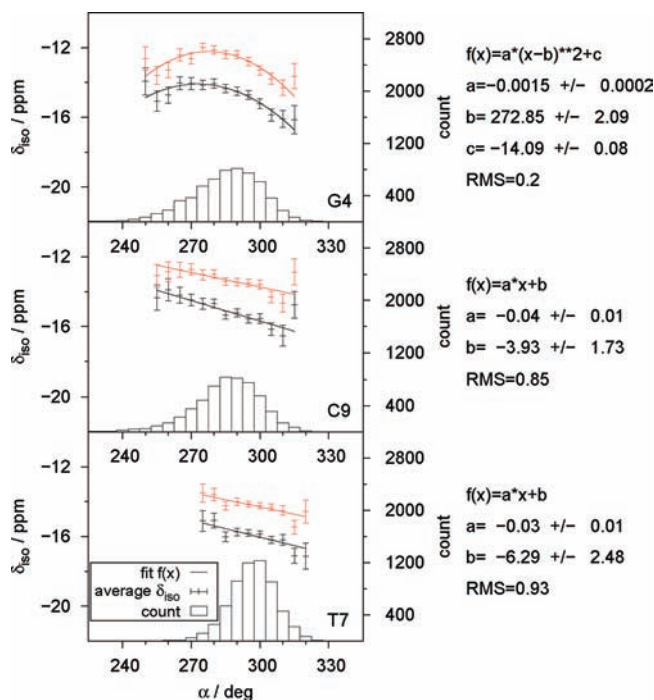 −12
−14
−16
−20
δiso / ppm
2600
2000
1200
400
count
240 270 300 330
G4
f(x)=a*(x−b)**2+c
a=−0.0015 +/− 0.0002
b= 272.85 +/− 2.09
c= −14.09 +/− 0.08
RMS=0.2
−12
−14
−16
−20
δiso / ppm
2800
2000
1200
400
count
240 270 300 330
C9
f(x)=a*x+b
a= −0.04 +/− 0.01
b= −3.93 +/− 1.73
RMS=0.85
−12
−14
−16
−20
δiso / ppm
2800
2000
1200
400
count
T7
fit f(x)
average δiso
count
240 270 300 330
α / deg
f(x)=a*x+b
a= −0.03 +/− 0.01
b= −6.29 +/− 2.48
RMS=0.93